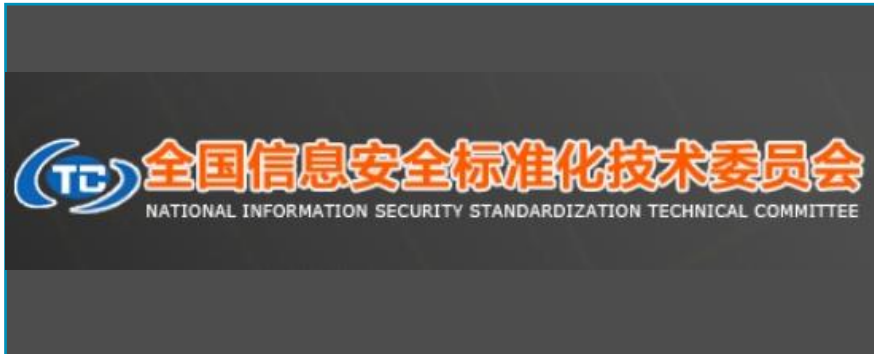 TC
全国信息安全标准化技术委员会
NATIONAL INFORMATION SECURITY STANDARDIZATION TECHNICAL COMMITTEE